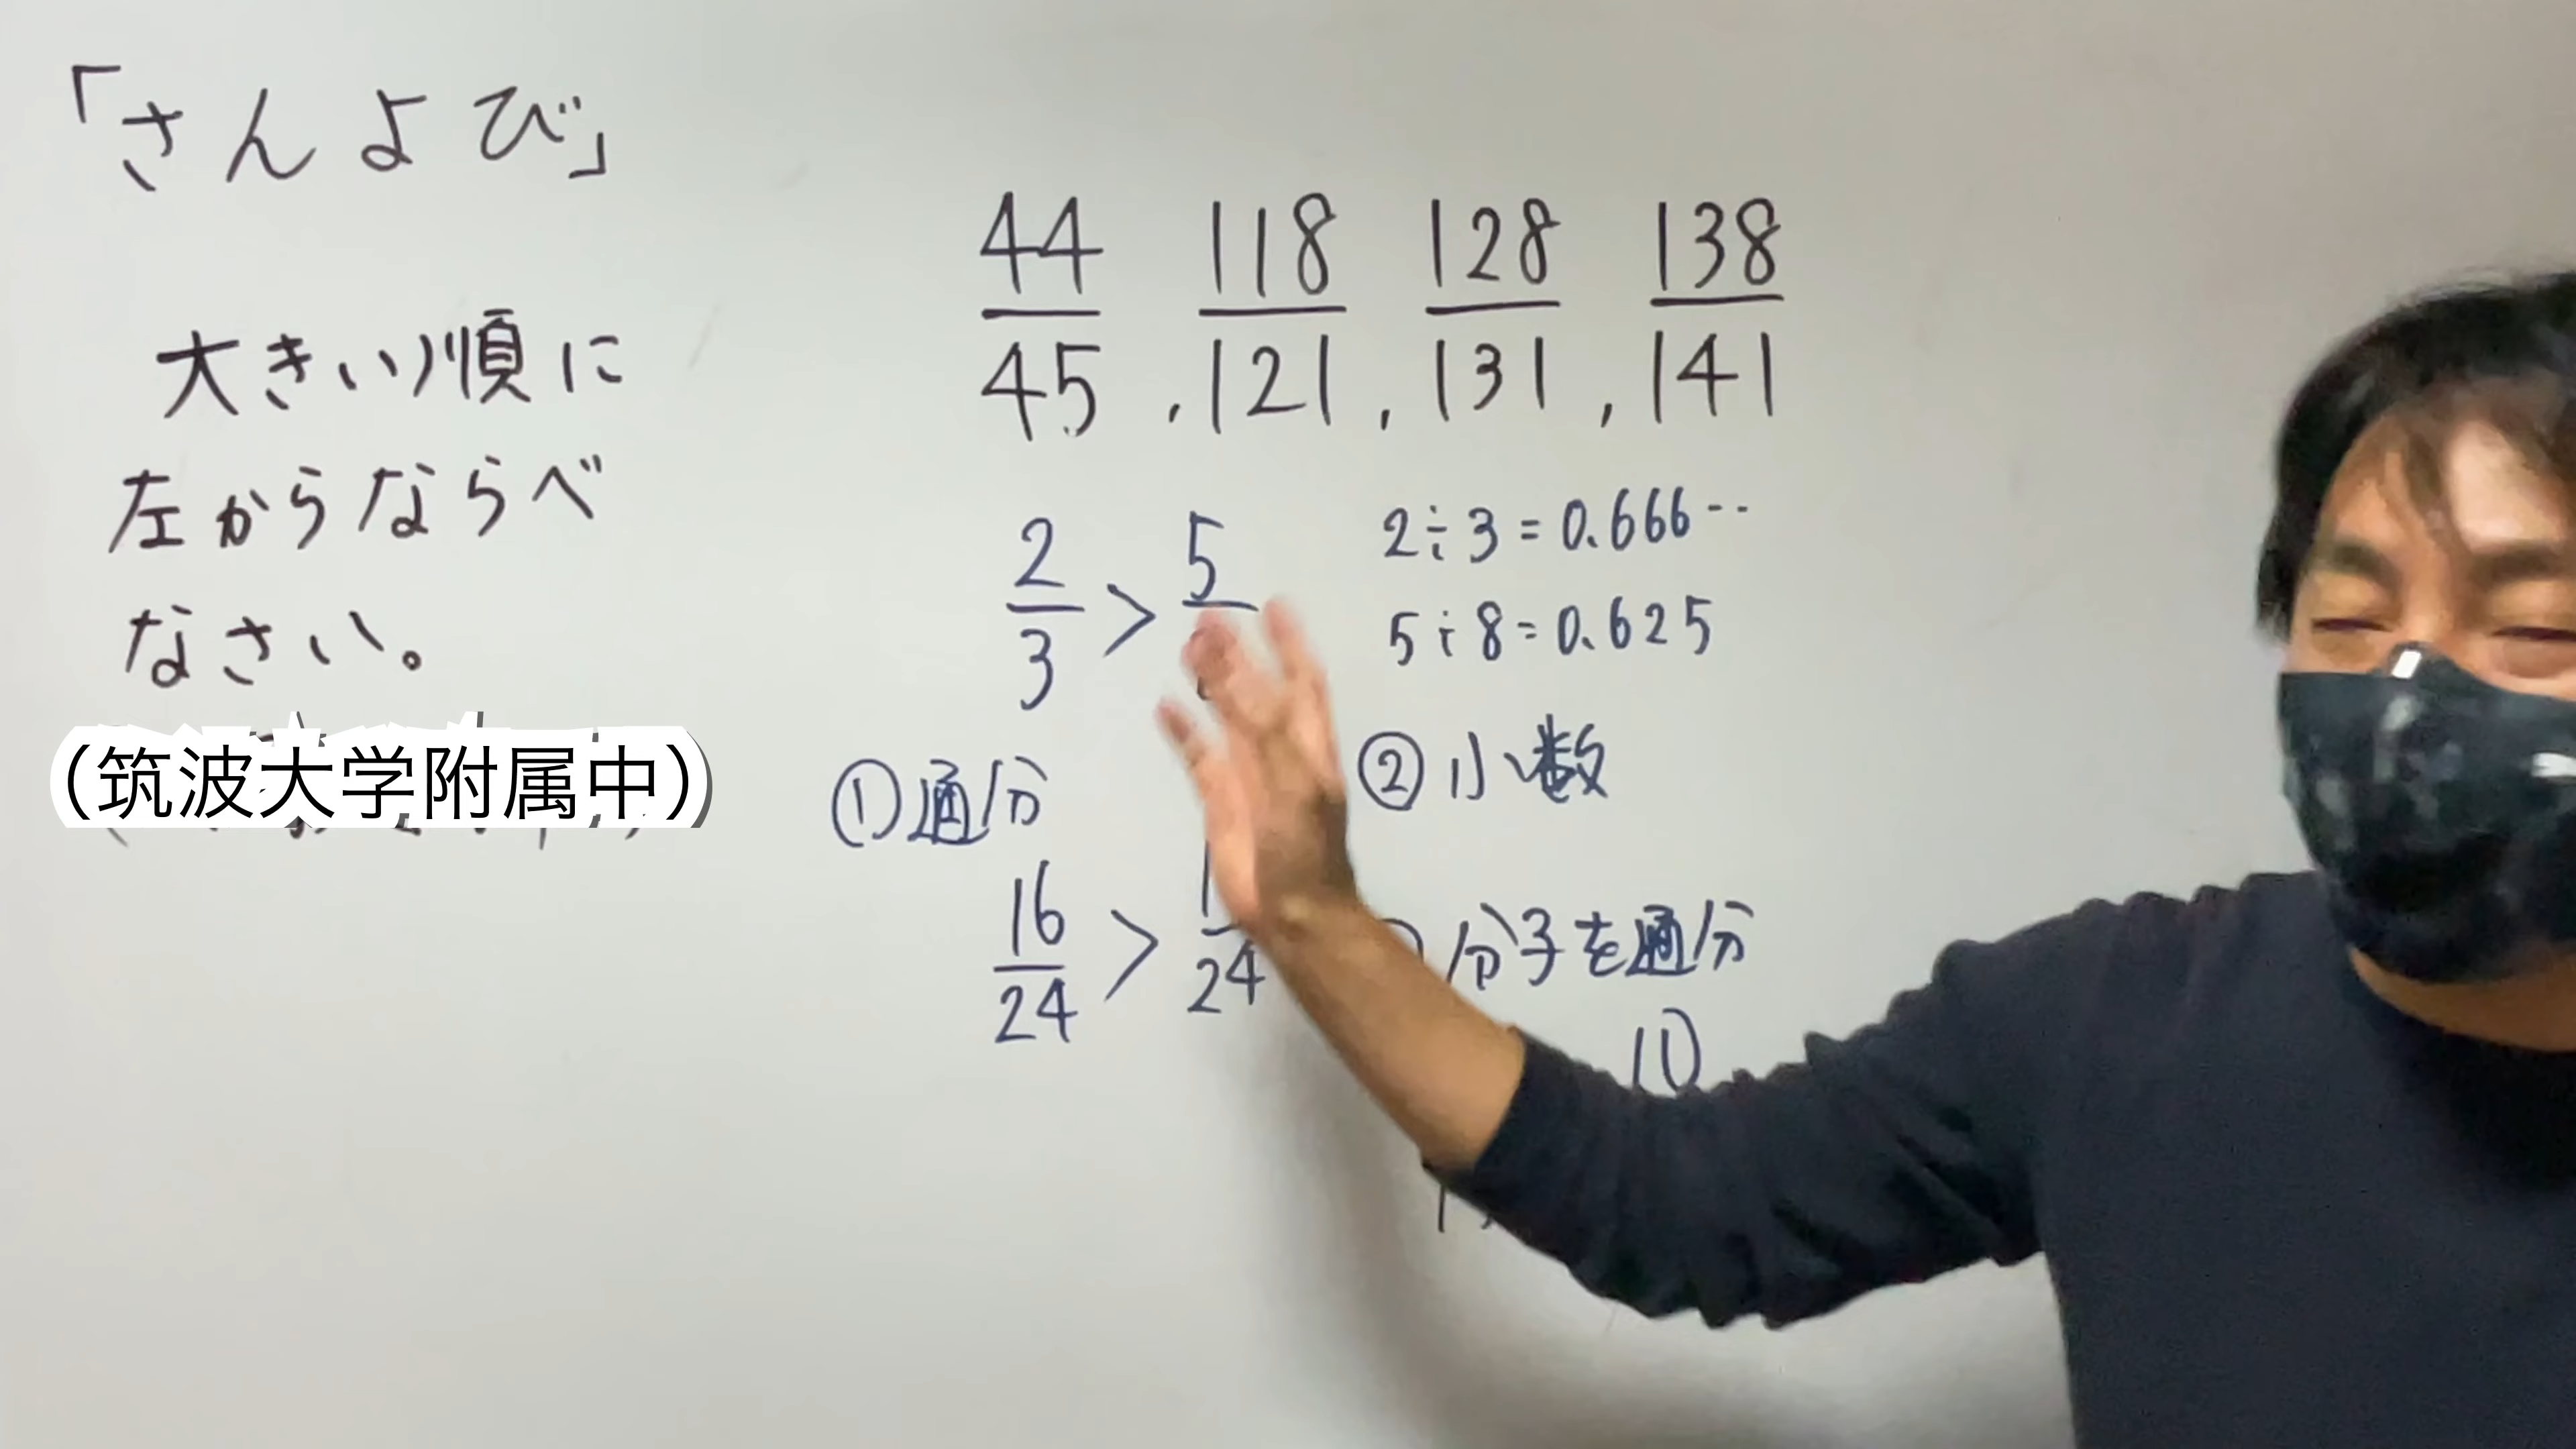 「さんよび」
大きい順に
左からならべ
なさい。
(筑波大学附属中)
44/45 , 118/121 , 128/131 , 138/141
2/3 > 5
2÷3=0.666··
5÷8=0.625
①通分
②小数
16/24 > 24
分子を通分
10